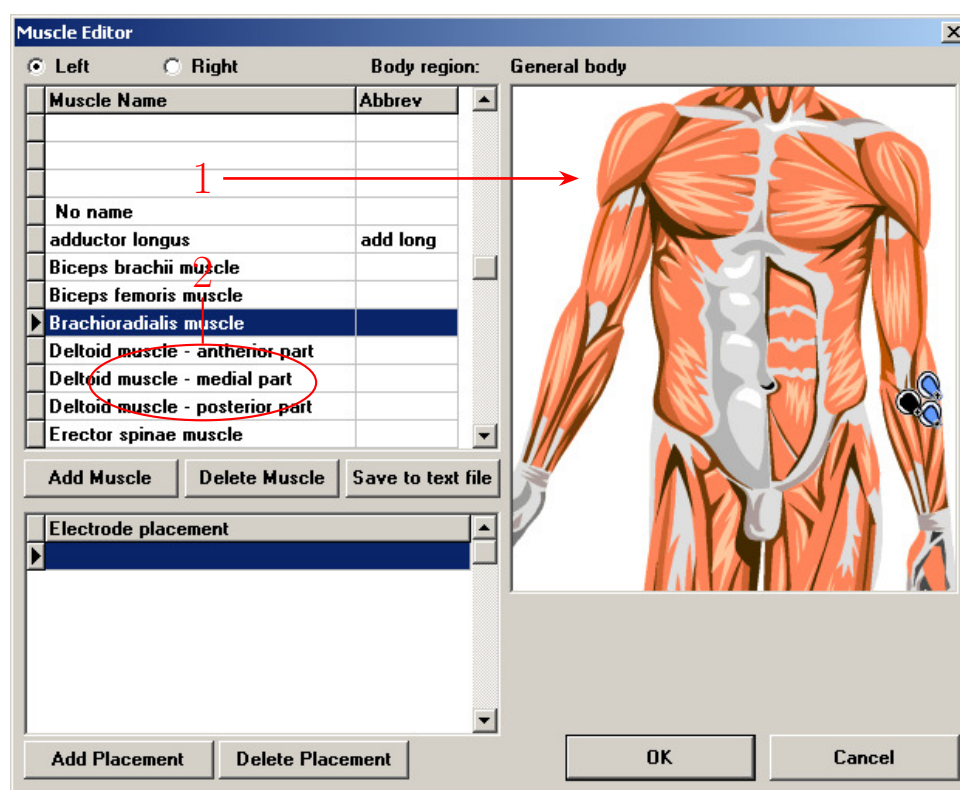 Muscle Editor
Left Right Body region: General body
Muscle Name Abbrev
1
No name
adductor longus add long
Biceps brachii muscle
2
Biceps femoris muscle
Brachioradialis muscle
Deltoid muscle - antherior part
Deltoid muscle - medial part
Deltoid muscle - posterior part
Erector spinae muscle
Add Muscle Delete Muscle Save to text file
Electrode placement
Add Placement Delete Placement OK Cancel